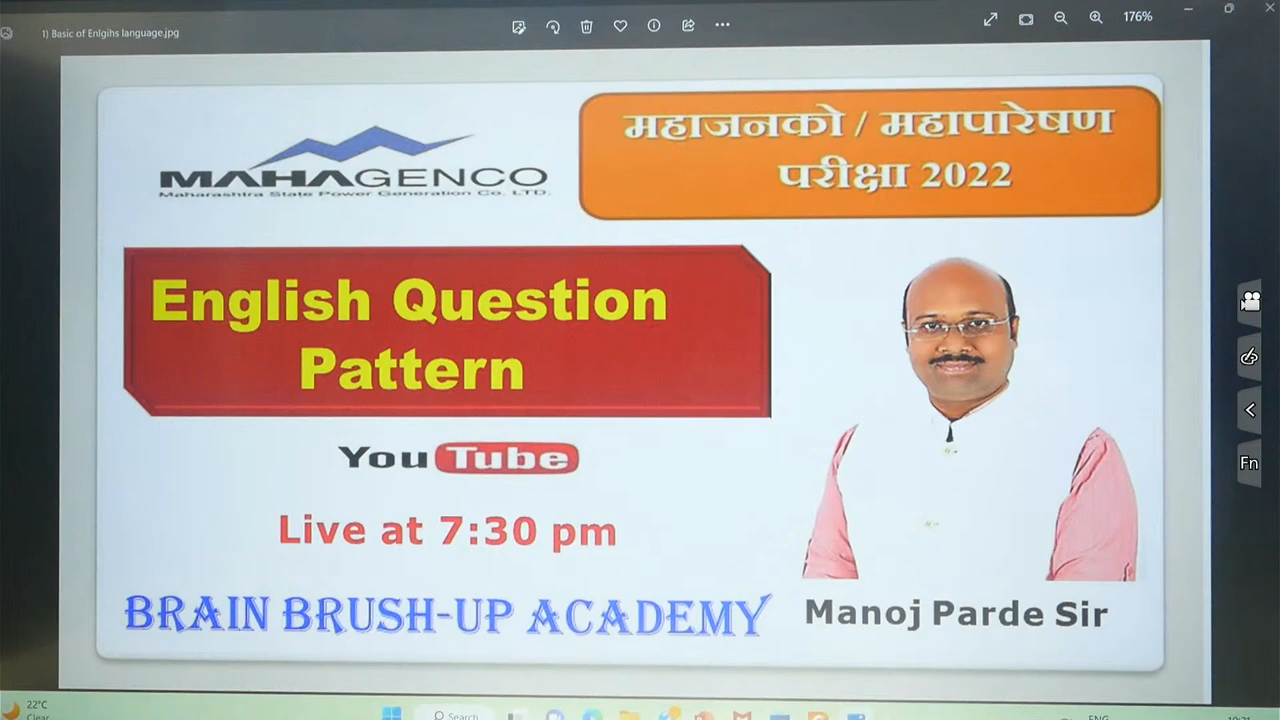 1) Basic of Enlgihs language.jpg
176%
MAHAGENCO
Maharashtra State Power Generation Co. LTD.
महाजनको / महापारेषण
परीक्षा 2022
English Question
Pattern
YouTube
Live at 7:30 pm
BRAIN BRUSH-UP ACADEMY
Manoj Parde Sir
Fn
22°C
Clear
Search
ENG